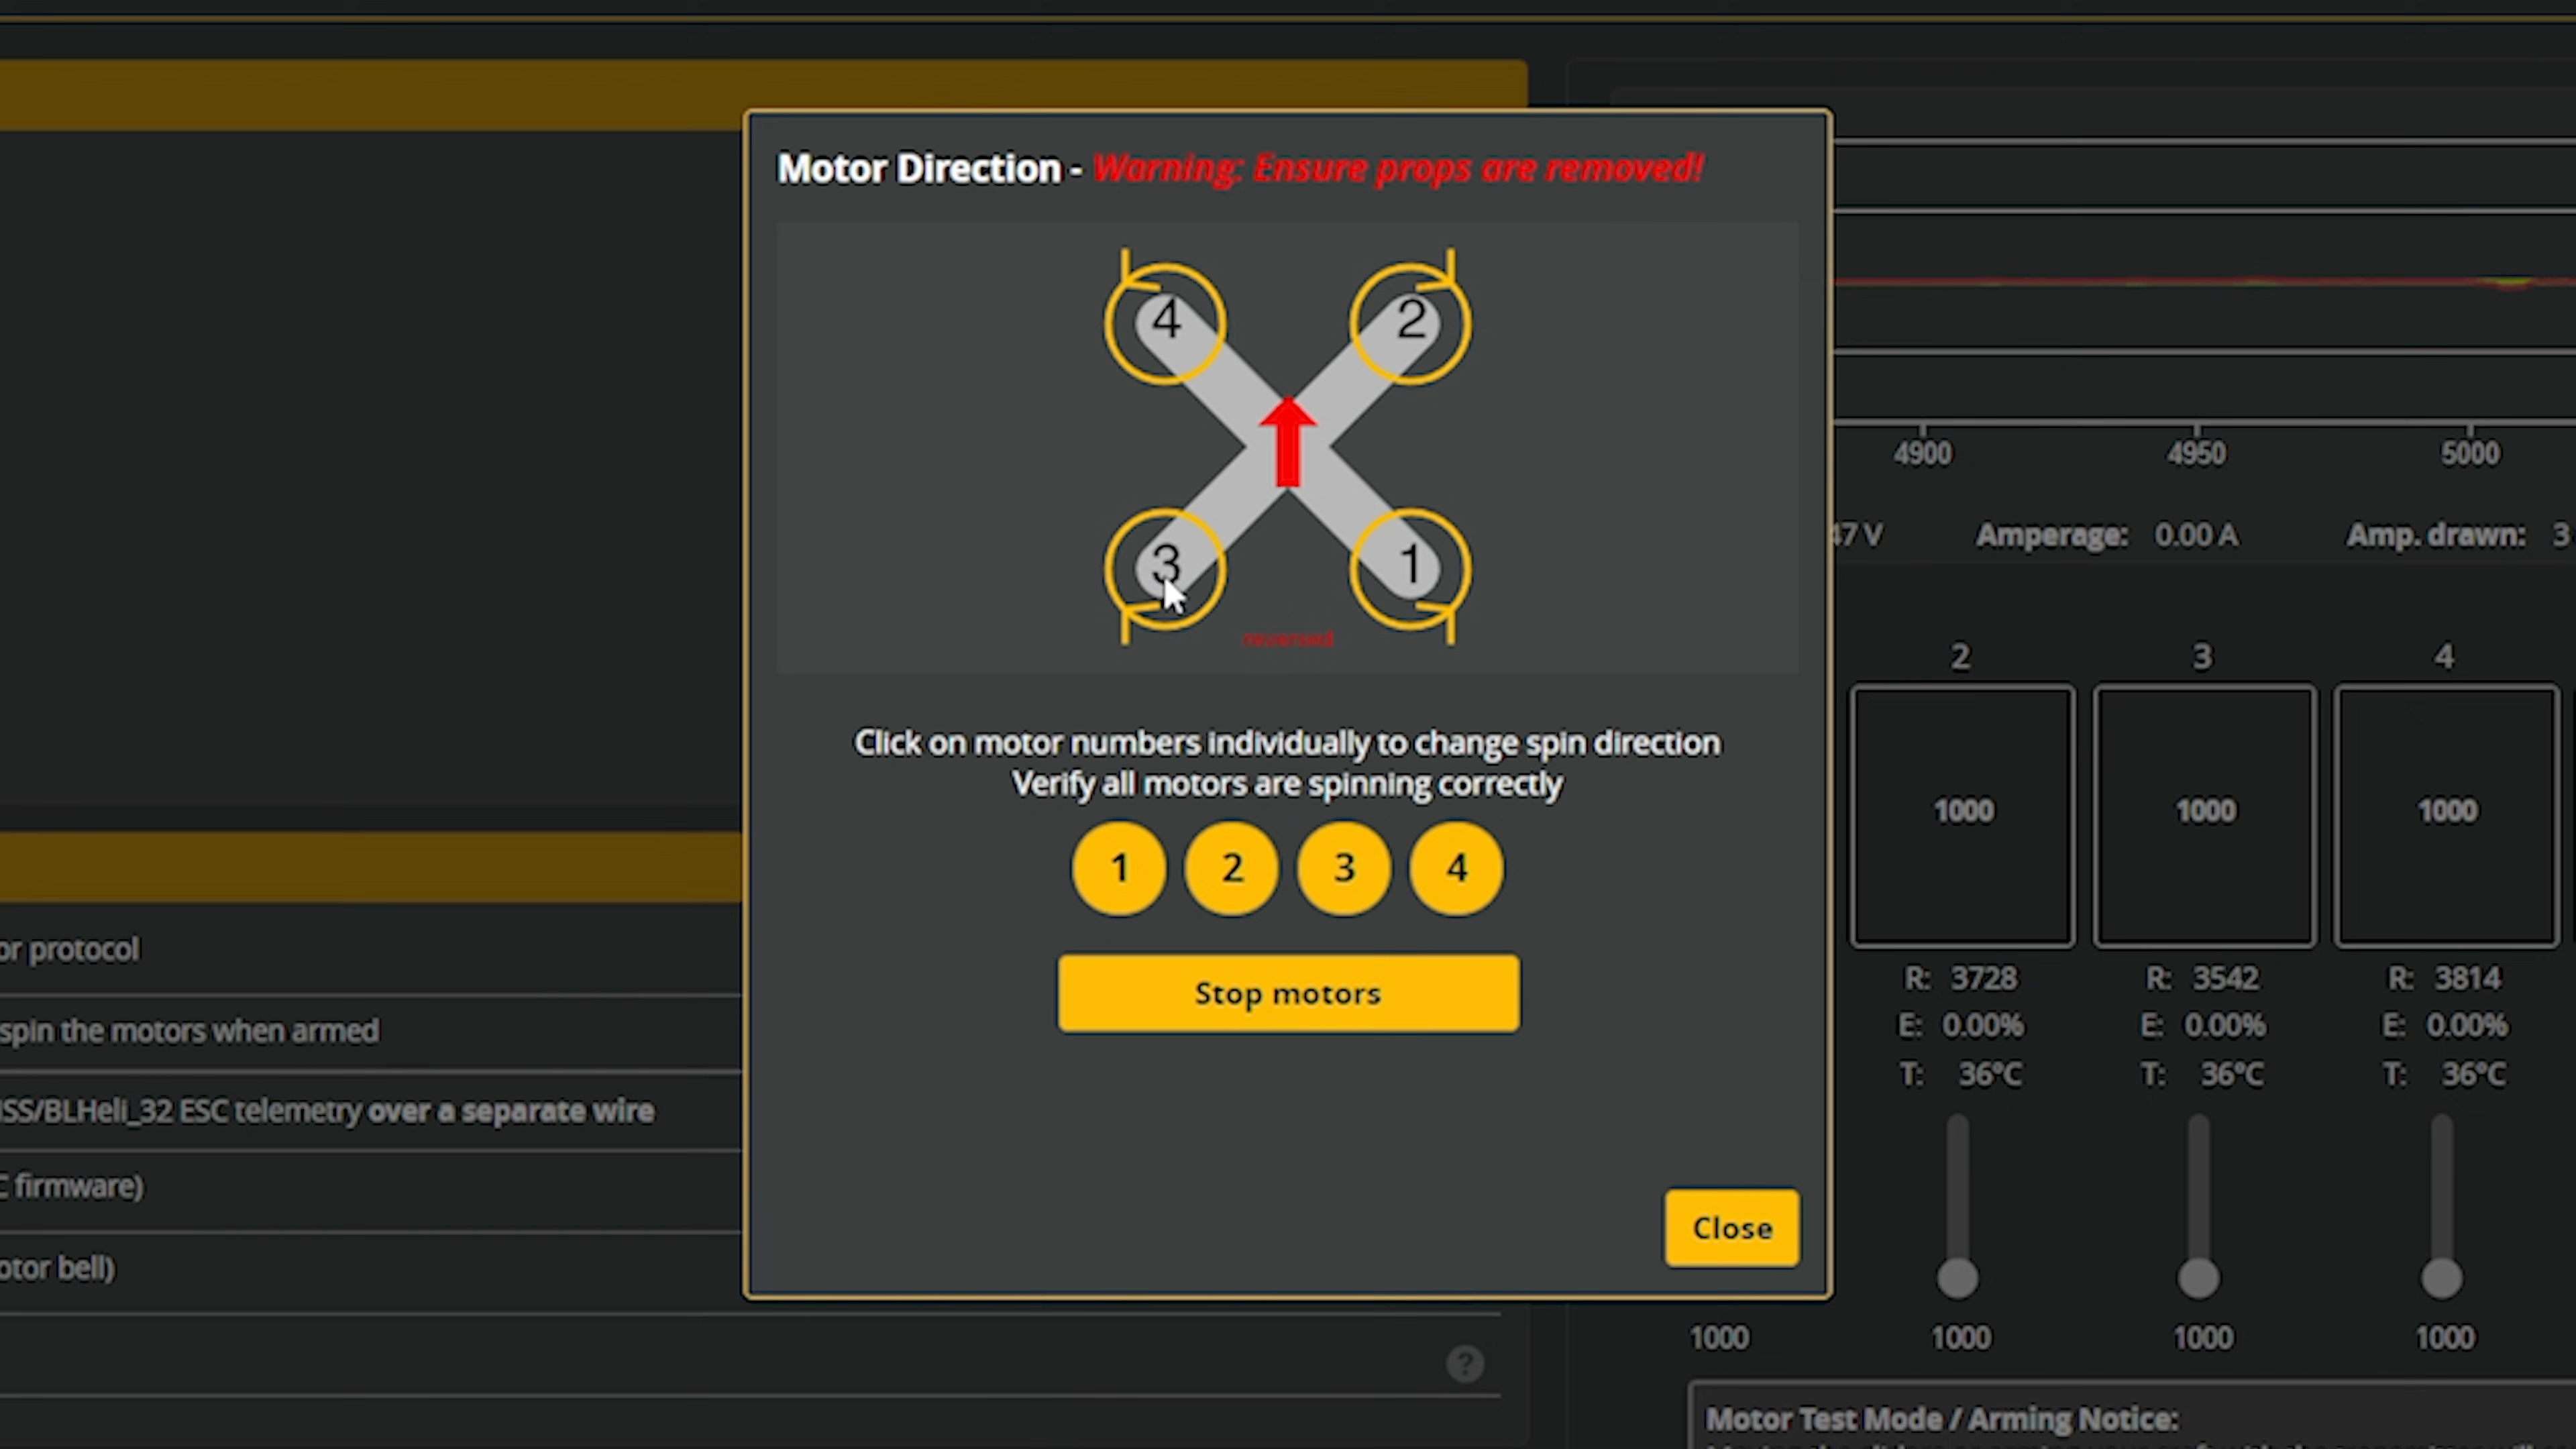 Motor Direction - Warning: Ensure props are removed!
4
2
3
1
reversed
Click on motor numbers individually to change spin direction
Verify all motors are spinning correctly
1 2 3 4
Stop motors
Close
or protocol
spin the motors when armed
ISS/BLHeli_32 ESC telemetry over a separate wire
C firmware)
otor bell)
?
4900 4950 5000
47 V Amperage: 0.00 A Amp. drawn: 3
2 3 4
1000 1000 1000
R: 3728 R: 3542 R: 3814
E: 0.00% E: 0.00% E: 0.00%
T: 36°C T: 36°C T: 36°C
1000 1000 1000 1000
Motor Test Mode / Arming Notice: